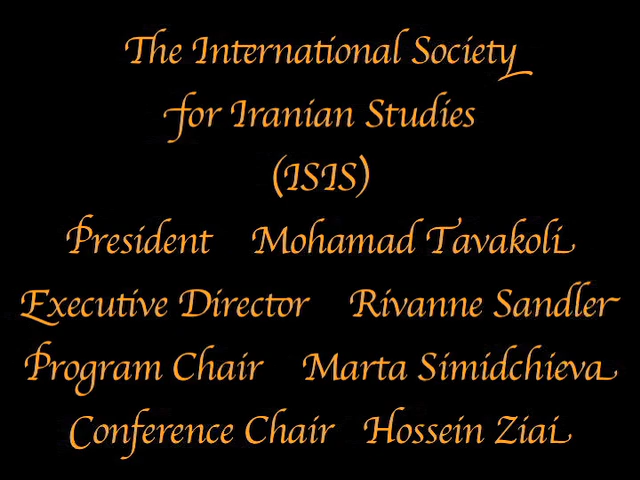 The International Society
for Iranian Studies
(ISIS)
President Mohamad Tavakoli
Executive Director Rivanne Sandler
Program Chair Marta Simidchieva
Conference Chair Hossein Ziai